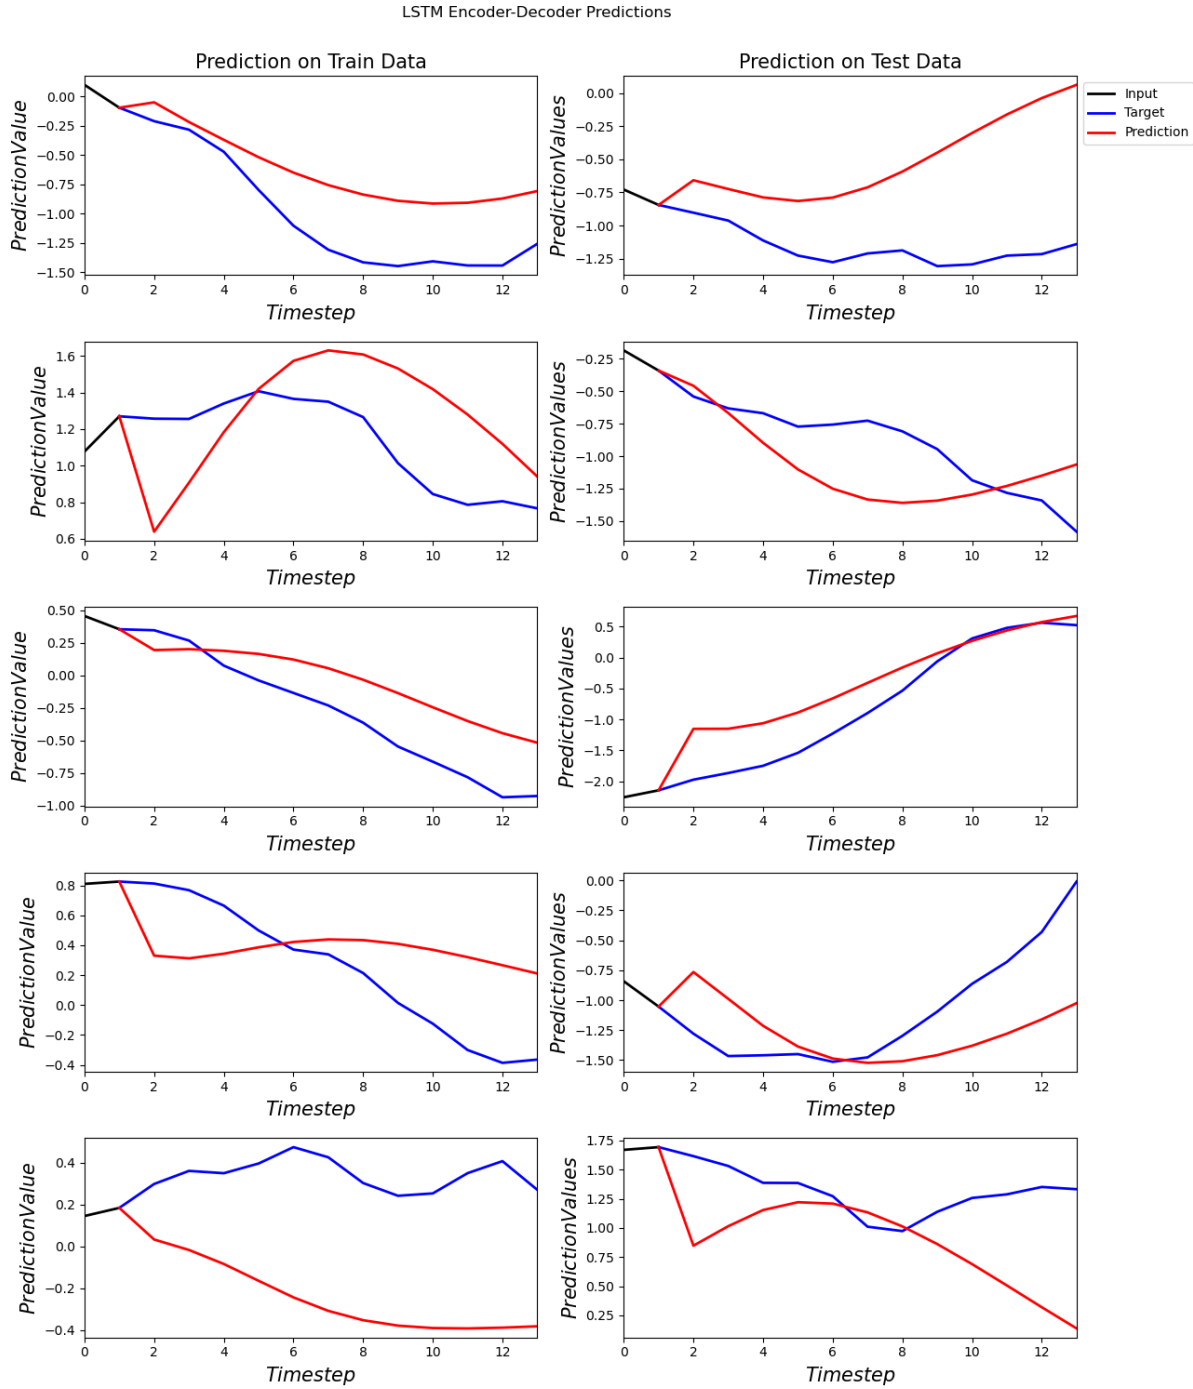 LSTM Encoder-Decoder Predictions
Prediction on Train Data
0.00
−0.25
−0.50
−0.75
−1.00
−1.25
−1.50
PredictionValue
0 2 4 6 8 10 12
Timestep
Prediction on Test Data
0.00
−0.25
−0.50
−0.75
−1.00
−1.25
PredictionValues
0 2 4 6 8 10 12
Timestep
Input
Target
Prediction
1.6
1.4
1.2
1.0
0.8
0.6
PredictionValue
0 2 4 6 8 10 12
Timestep
−0.25
−0.50
−0.75
−1.00
−1.25
−1.50
PredictionValues
0 2 4 6 8 10 12
Timestep
0.50
0.25
0.00
−0.25
−0.50
−0.75
−1.00
PredictionValue
0 2 4 6 8 10 12
Timestep
0.5
0.0
−0.5
−1.0
−1.5
−2.0
PredictionValues
0 2 4 6 8 10 12
Timestep
0.8
0.6
0.4
0.2
0.0
−0.2
−0.4
PredictionValue
0 2 4 6 8 10 12
Timestep
0.00
−0.25
−0.50
−0.75
−1.00
−1.25
−1.50
PredictionValues
0 2 4 6 8 10 12
Timestep
0.4
0.2
0.0
−0.2
−0.4
PredictionValue
0 2 4 6 8 10 12
Timestep
1.75
1.50
1.25
1.00
0.75
0.50
0.25
PredictionValues
0 2 4 6 8 10 12
Timestep